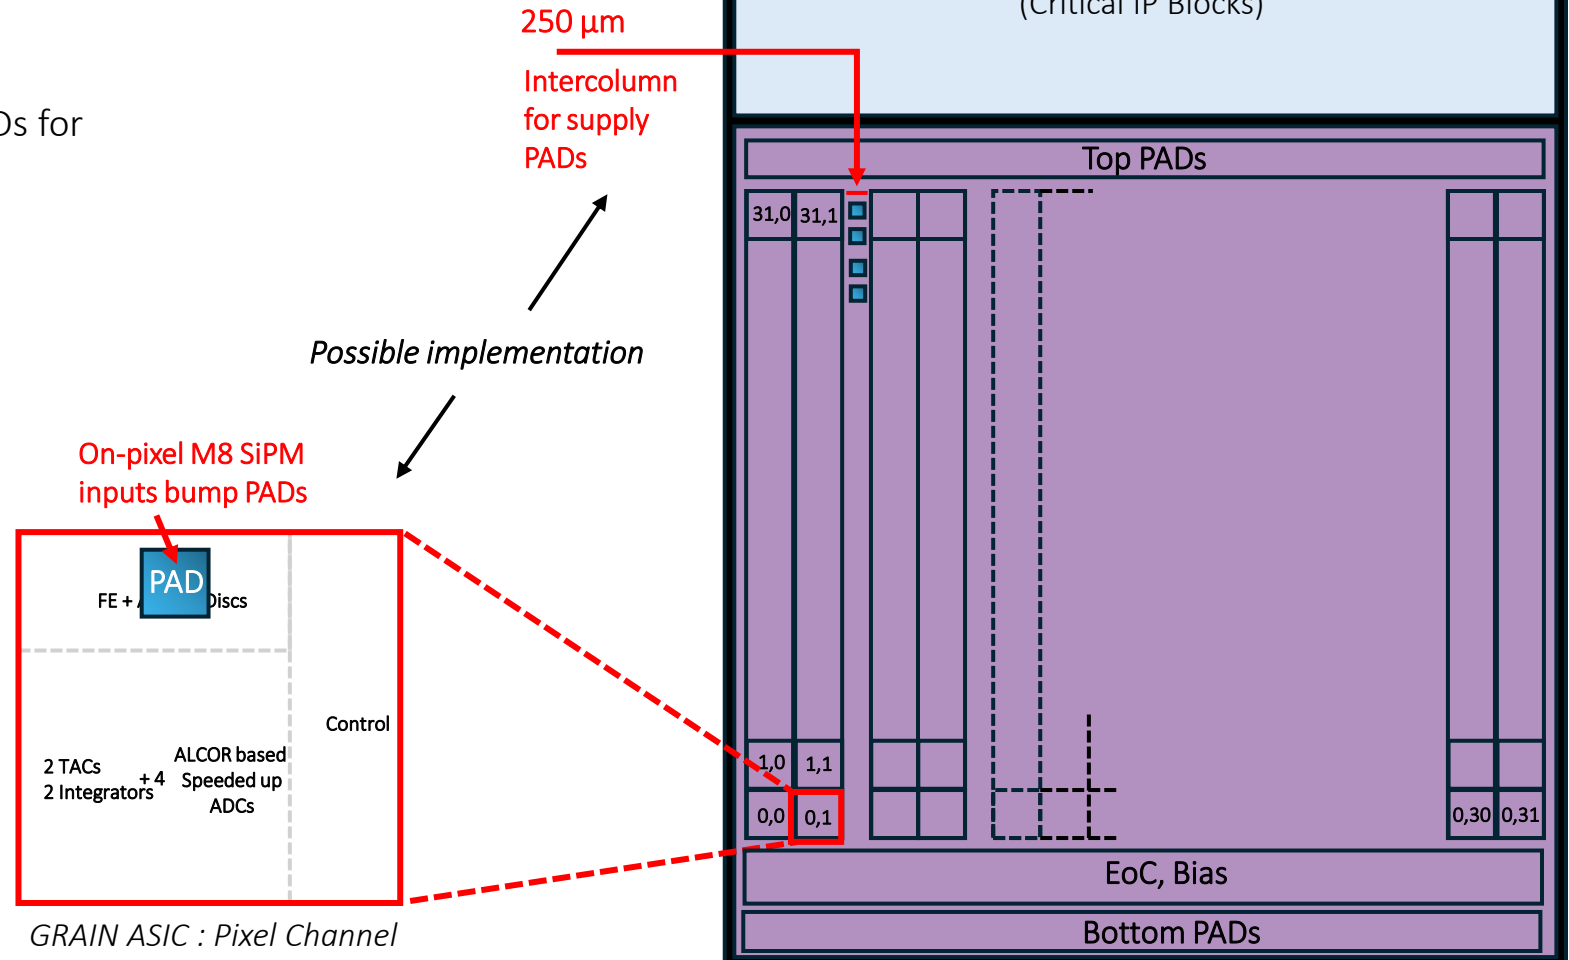 (Critical IP Blocks)
250 µm
Intercolumn
for supply
PADs
Ds for
Top PADs
31,0 31,1
Possible implementation
On-pixel M8 SiPM
inputs bump PADs
PAD
FE + Discs
Control
2 TACs
2 Integrators
+ 4
ALCOR based
Speeded up
ADCs
1,0 1,1
0,0 0,1
0,30 0,31
EoC, Bias
Bottom PADs
GRAIN ASIC : Pixel Channel